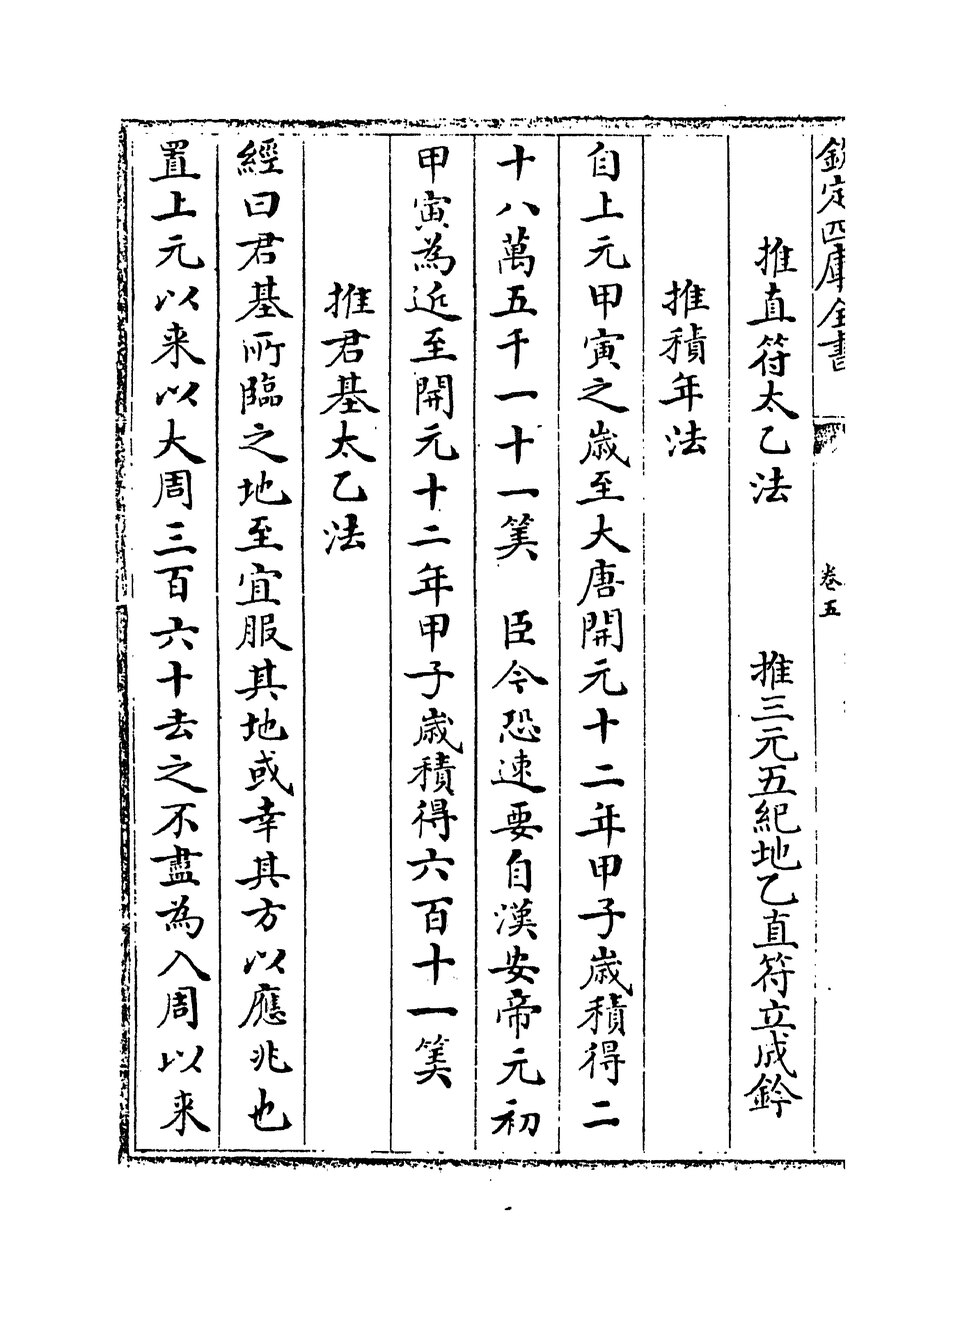 欽定四庫全書
卷五
推直符太乙法 推三元五紀地乙直符立成鈐
推積年法
自上元甲寅之歳至大唐開元十二年甲子歳積得二
十八萬五千一十一筭 臣今恐速要自漢安帝元初
甲寅為近至開元十二年甲子歳積得六百十一筭
推君基太乙法
經曰君基所臨之地至宜服其地或幸其方以應兆也
置上元以来以大周三百六十去之不盡為入周以来